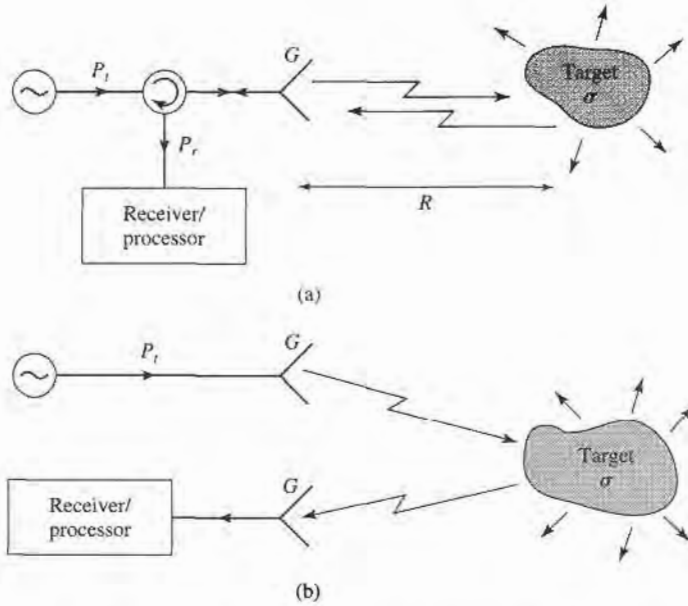 G
P_t
Target
σ
P_r
R
Receiver/
processor
(a)
G
P_t
Target
σ
G
Receiver/
processor
(b)